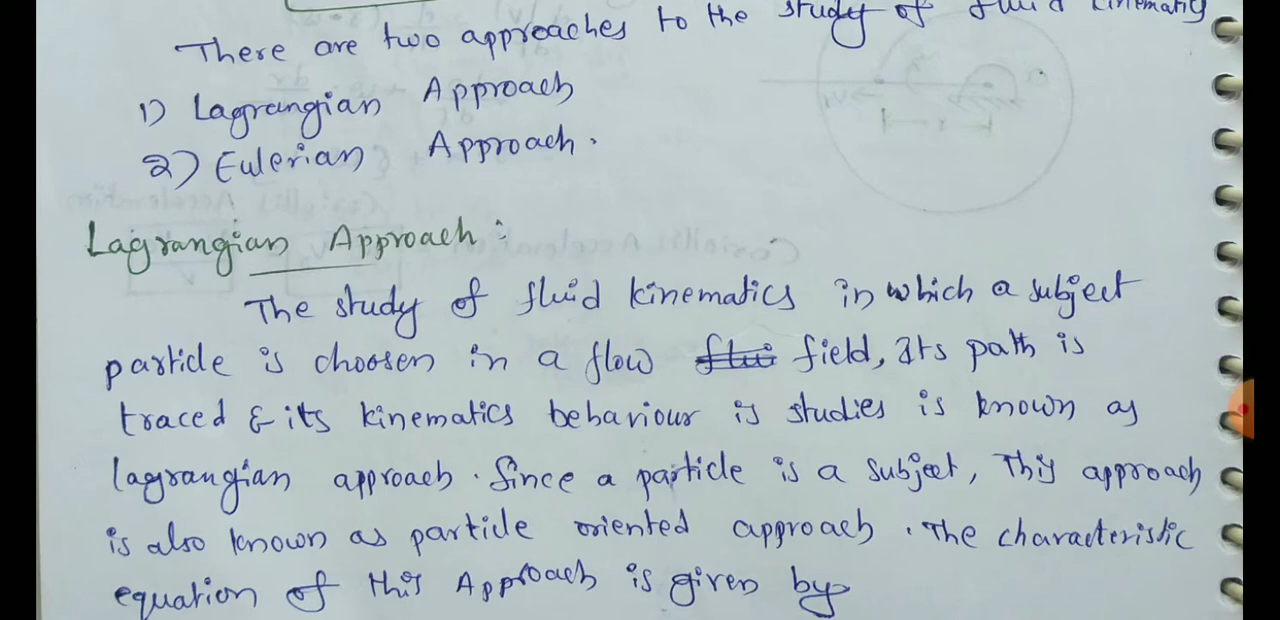 There are two approaches to the study of fluid kinematics
1) Lagrangian Approach
2) Eulerian Approach.
Lagrangian Approach :
The study of fluid kinematics in which a subject
particle is choosen in a flow field, Its path is
traced & its kinematics behaviour is studies is known as
lagrangian approach. Since a particle is a subject, This approach
is also known as particle oriented approach. The characteristic
equation of this Approach is given by